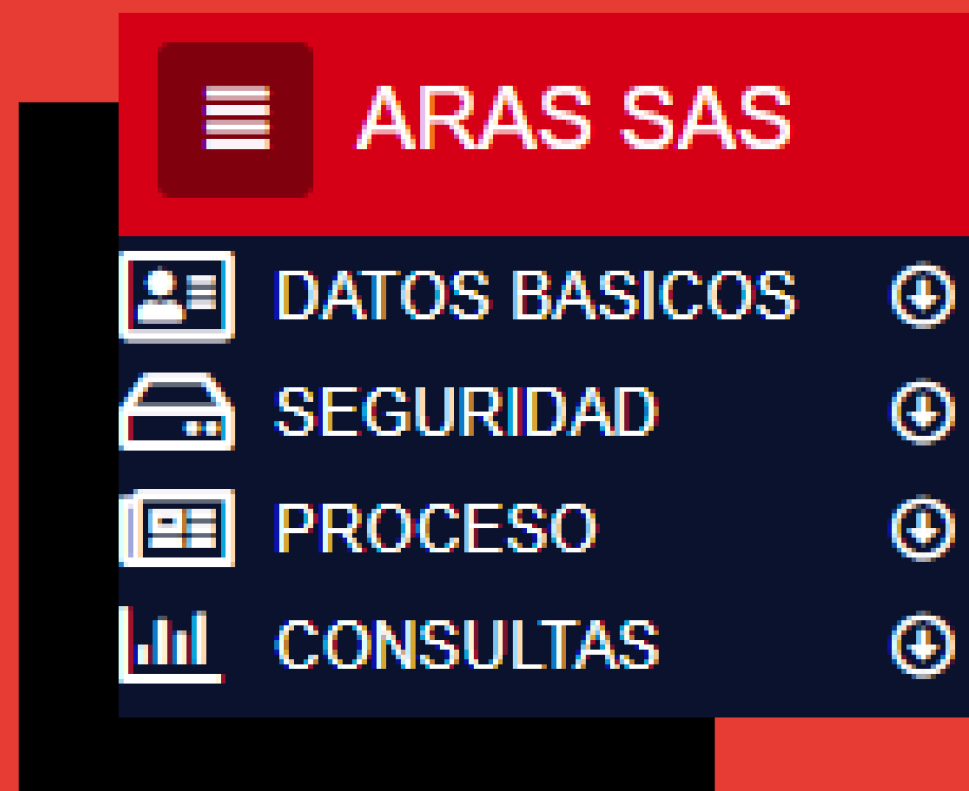 ARAS SAS
DATOS BASICOS
SEGURIDAD
PROCESO
CONSULTAS